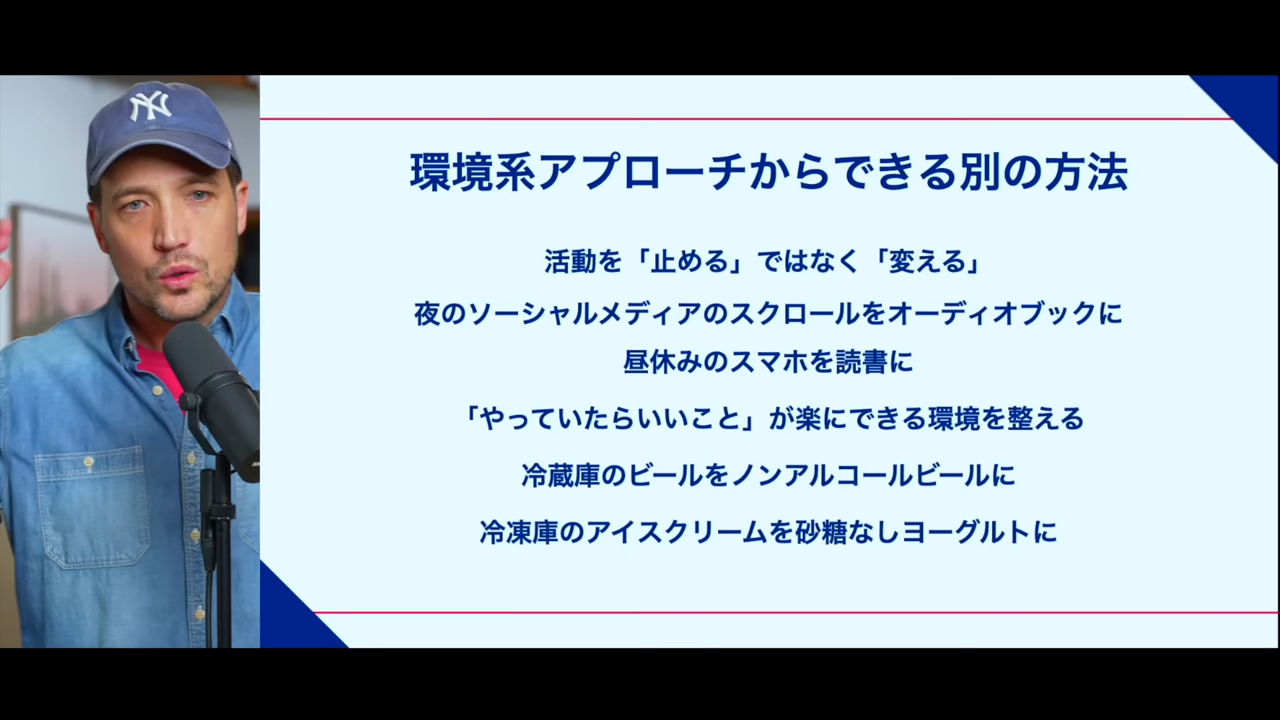 NY
環境系アプローチからできる別の方法
活動を「止める」ではなく「変える」
夜のソーシャルメディアのスクロールをオーディオブックに
昼休みのスマホを読書に
「やっていたらいいこと」が楽にできる環境を整える
冷蔵庫のビールをノンアルコールビールに
冷凍庫のアイスクリームを砂糖なしヨーグルトに